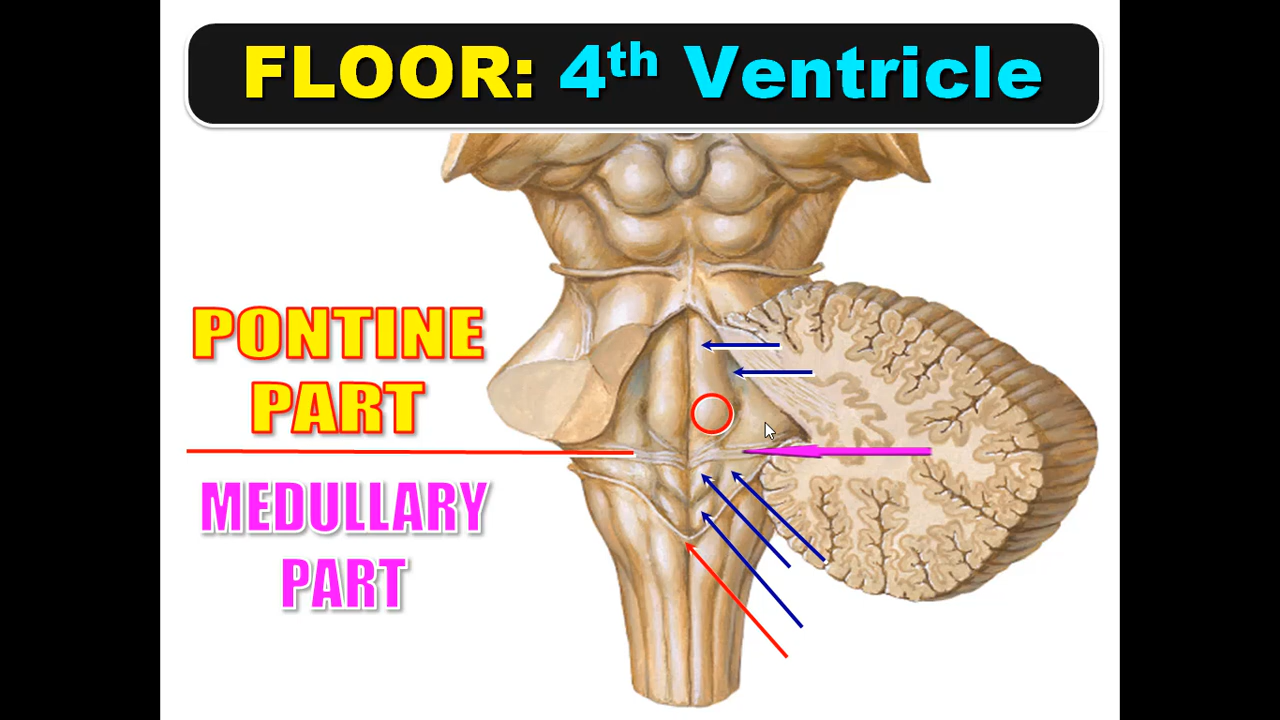 FLOOR: 4th Ventricle
PONTINE
PART
MEDULLARY
PART